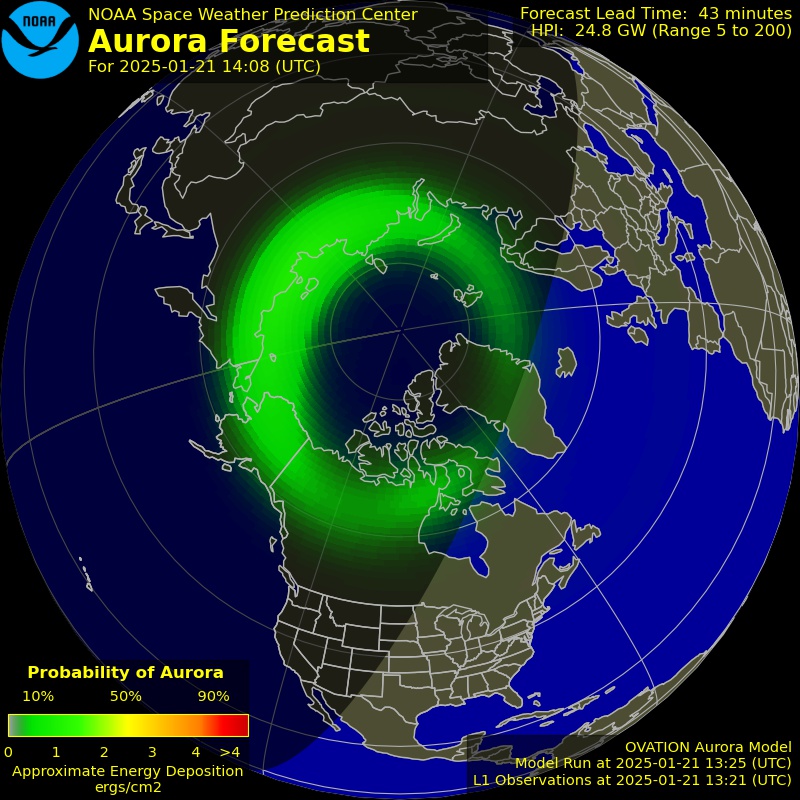 NOAA
NOAA Space Weather Prediction Center
Aurora Forecast
For 2025-01-21 14:08 (UTC)
Forecast Lead Time: 43 minutes
HPI: 24.8 GW (Range 5 to 200)
Probability of Aurora
10% 50% 90%
0 1 2 3 4 >4
Approximate Energy Deposition
ergs/cm2
OVATION Aurora Model
Model Run at 2025-01-21 13:25 (UTC)
L1 Observations at 2025-01-21 13:21 (UTC)